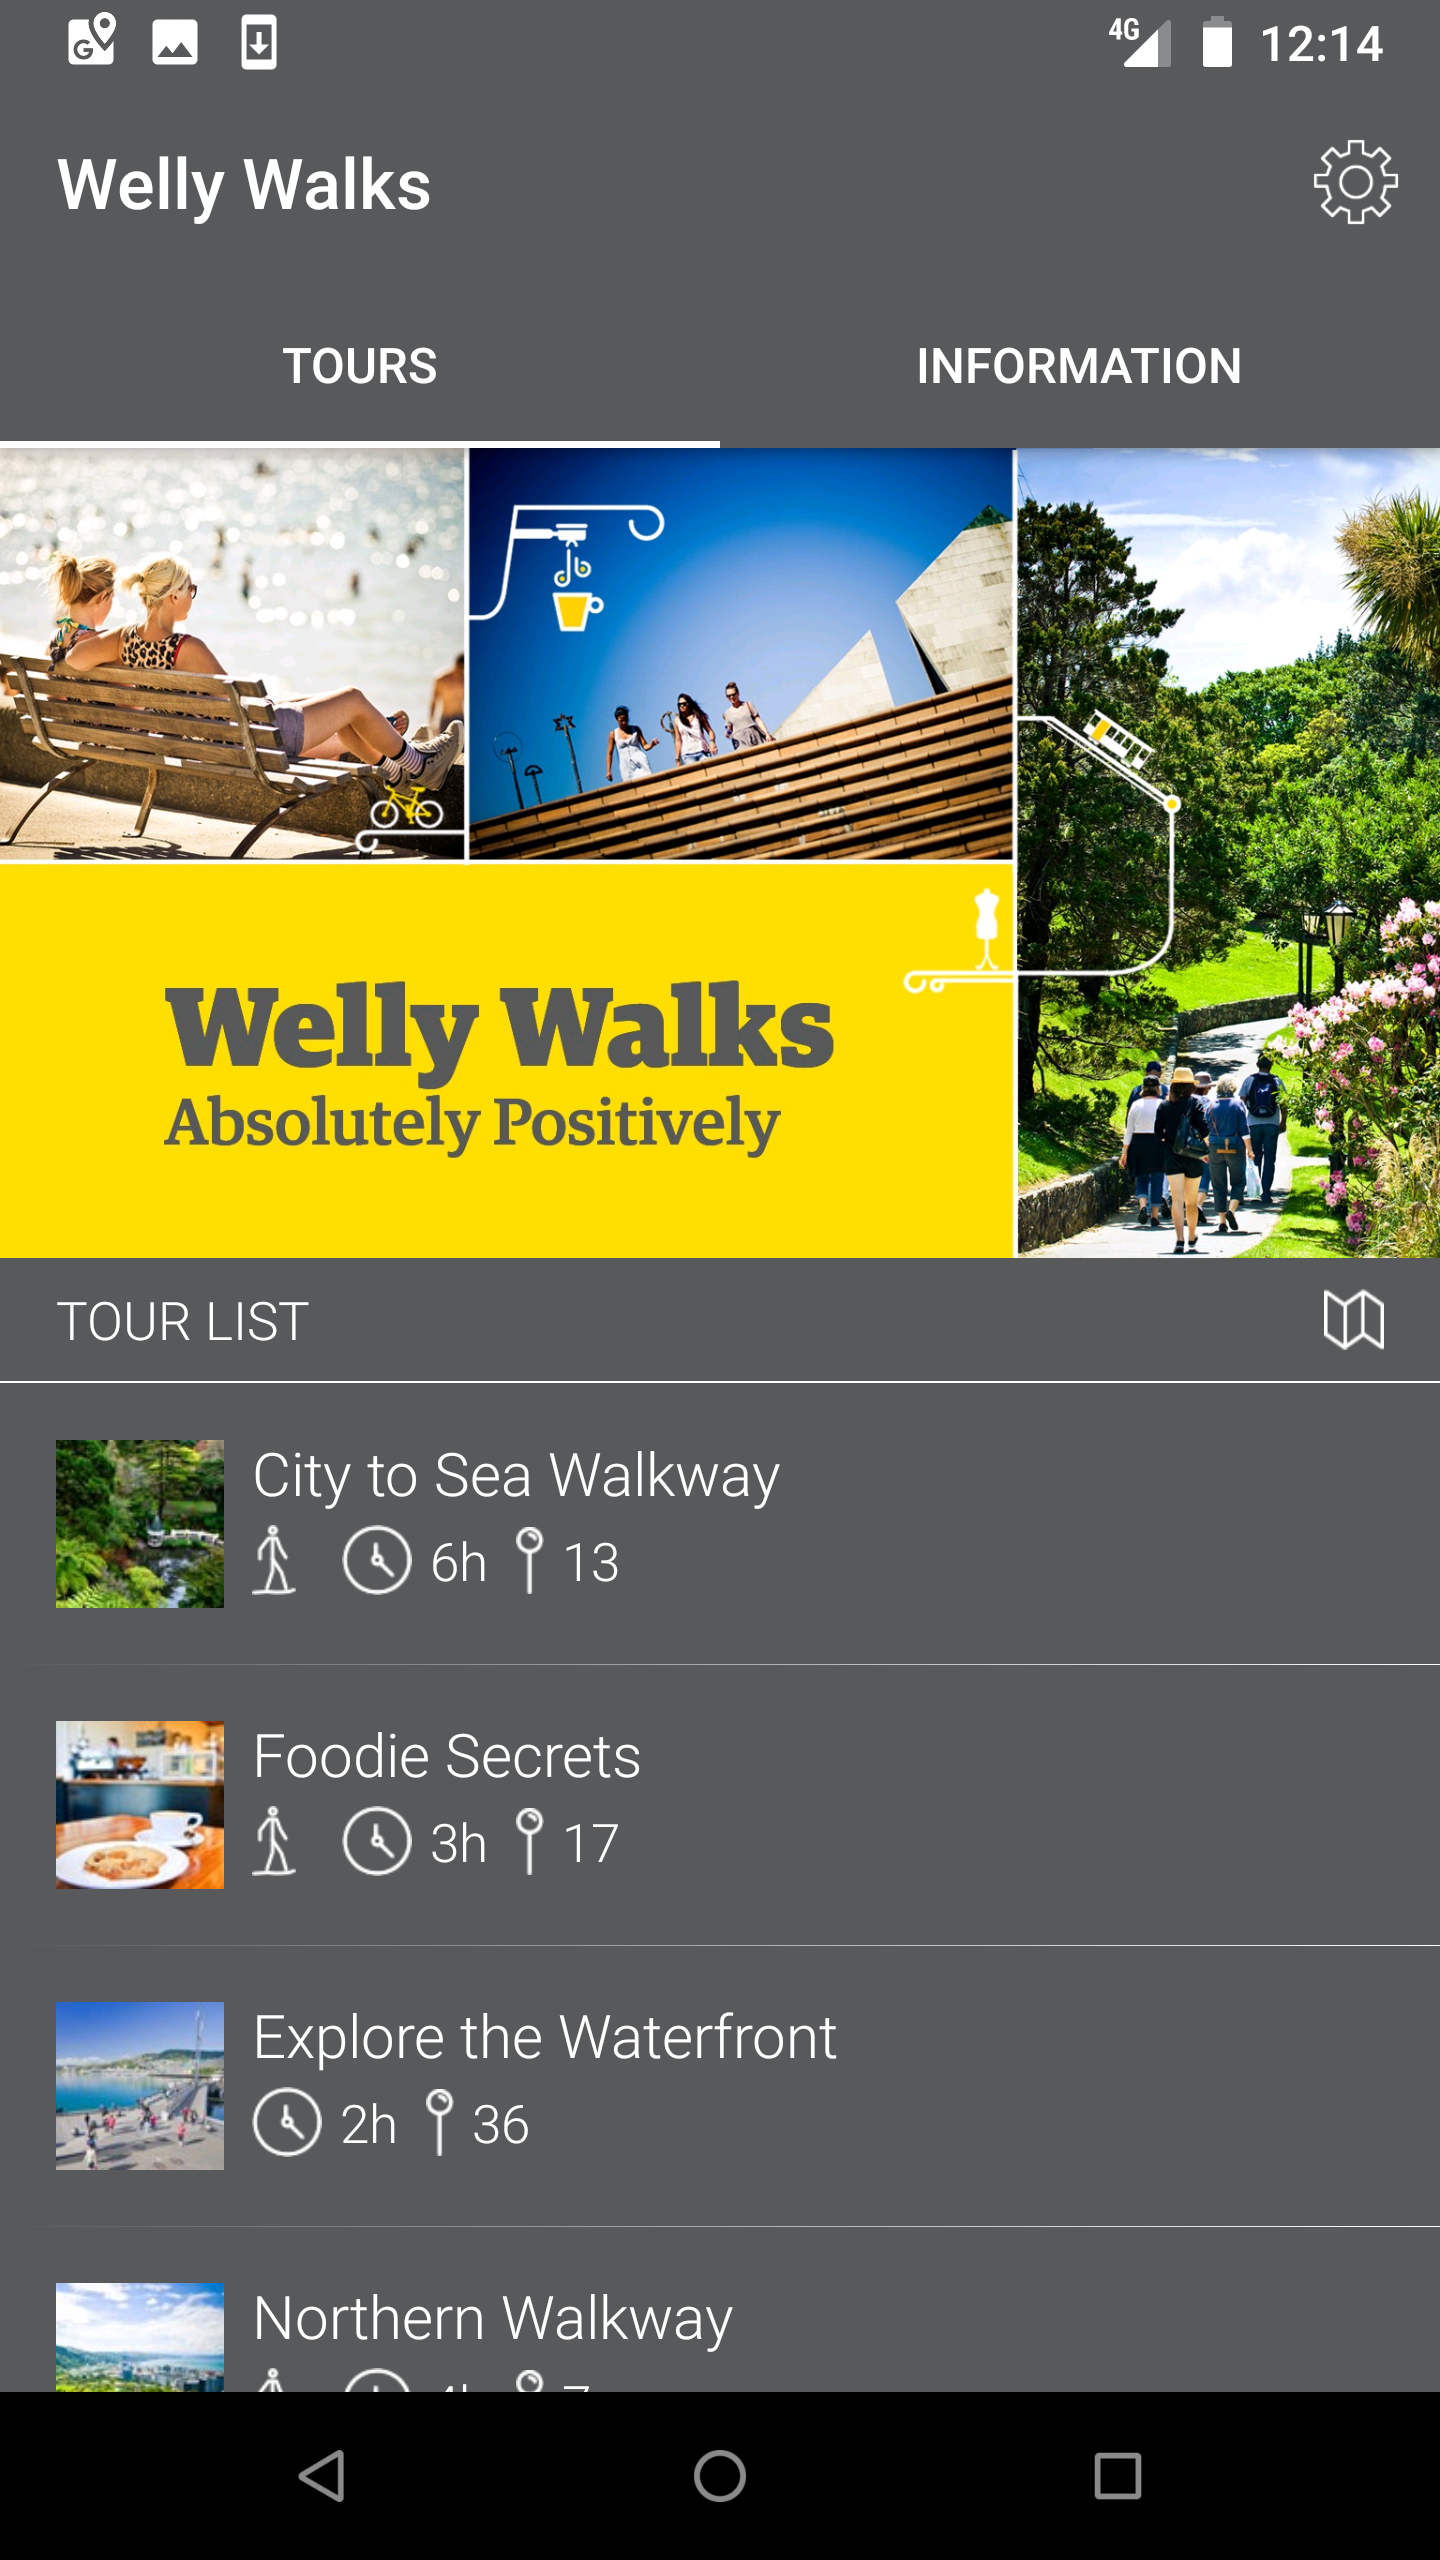 4G 12:14
Welly Walks
TOURS INFORMATION
Welly Walks
Absolutely Positively
TOUR LIST
City to Sea Walkway
6h 13
Foodie Secrets
3h 17
Explore the Waterfront
2h 36
Northern Walkway